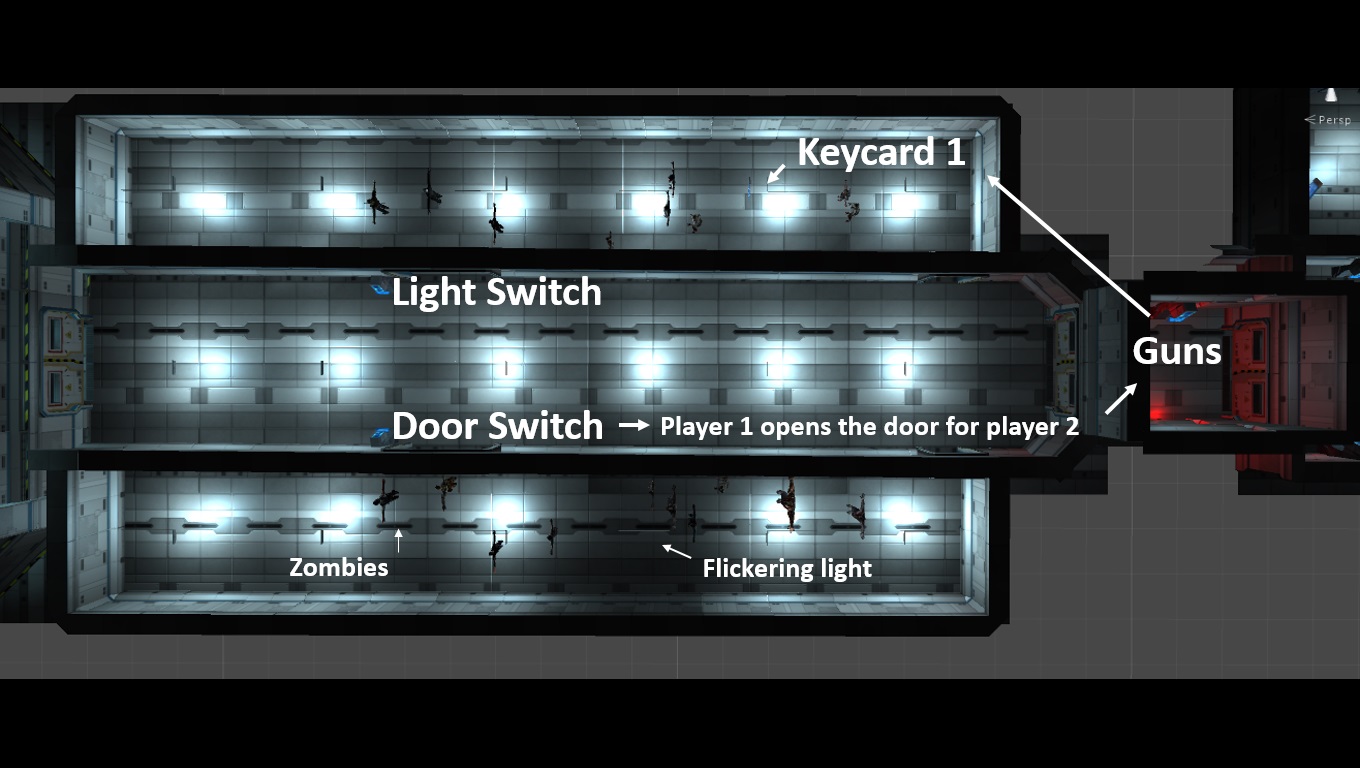 Persp
Keycard 1
Light Switch
Guns
Door Switch
Player 1 opens the door for player 2
Zombies
Flickering light